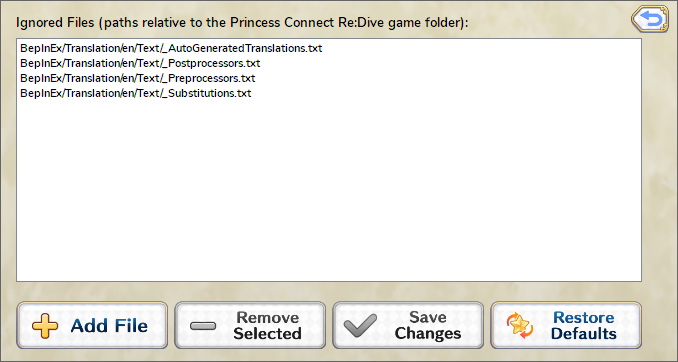 Ignored Files (paths relative to the Princess Connect Re:Dive game folder):
BepInEx/Translation/en/Text/_AutoGeneratedTranslations.txt
BepInEx/Translation/en/Text/_Postprocessors.txt
BepInEx/Translation/en/Text/_Preprocessors.txt
BepInEx/Translation/en/Text/_Substitutions.txt
Add File
Remove
Selected
Save
Changes
Restore
Defaults